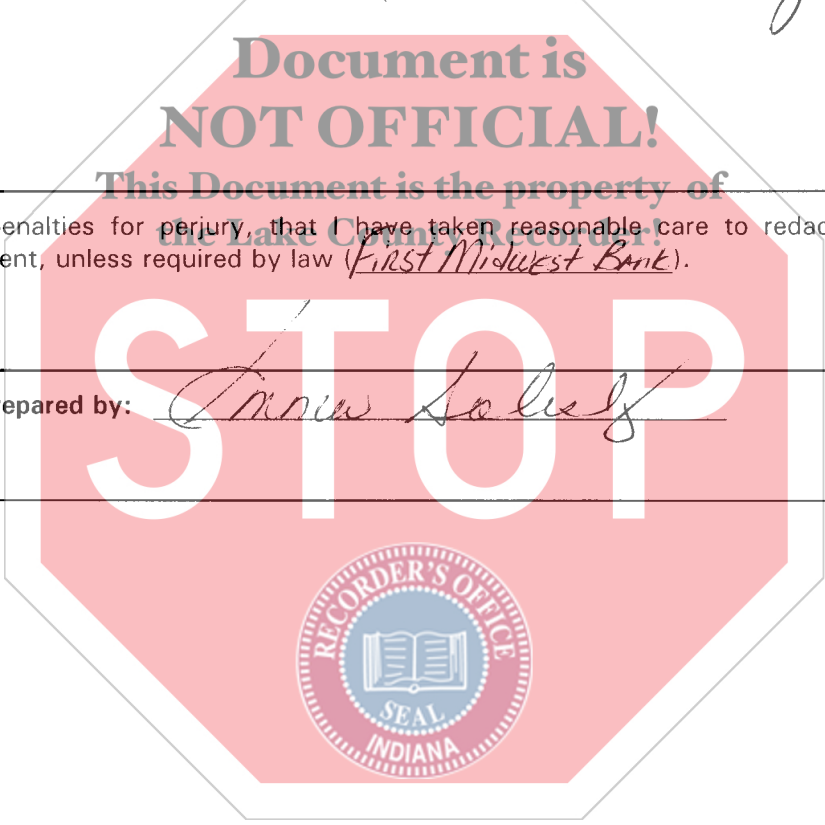 Document is
NOT OFFICIAL!
This Document is the property of
the Lake County Recorder!
enalties for perjury, that I have taken reasonable care to redac
ent, unless required by law (First Midwest Bank).
STOP
epared by:
RECORDER'S OFFICE
SEAL
INDIANA